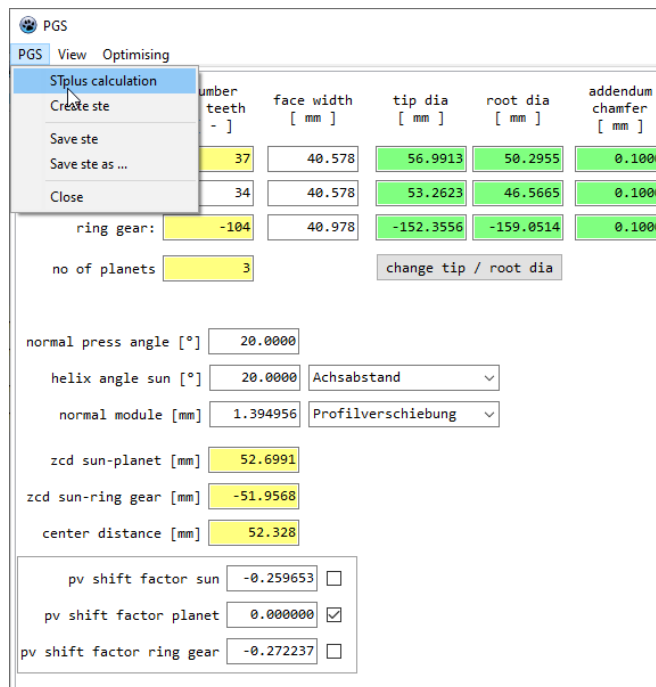 PGS
PGS View Optimising
STplus calculation
Create ste
Save ste
Save ste as ...
Close
umber teeth - ]
face width [ mm ]
tip dia [ mm ]
root dia [ mm ]
addendum chamfer [ mm ]
37 40.578 56.9913 50.2955 0.1000
34 40.578 53.2623 46.5665 0.1000
ring gear: -104 40.978 -152.3556 -159.0514 0.1000
no of planets 3 change tip / root dia
normal press angle [°] 20.0000
helix angle sun [°] 20.0000 Achsabstand
normal module [mm] 1.394956 Profilverschiebung
zcd sun-planet [mm] 52.6991
zcd sun-ring gear [mm] -51.9568
center distance [mm] 52.328
pv shift factor sun -0.259653
pv shift factor planet 0.000000
pv shift factor ring gear -0.272237